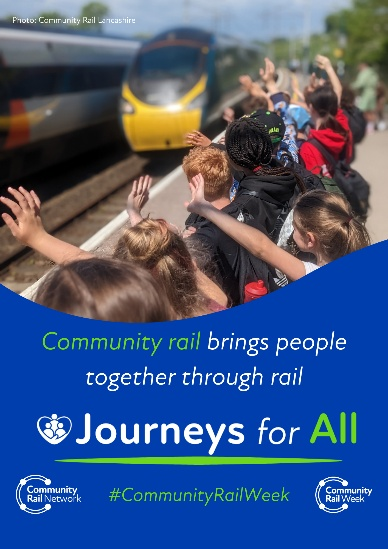 Photo: Community Rail Lancashire
Community rail brings people
together through rail
Journeys for All
Community
Rail Network
#CommunityRailWeek
Community
Rail Week